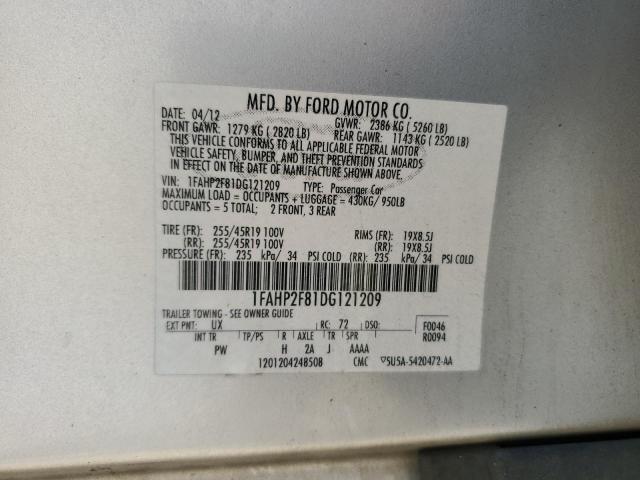 MFD. BY FORD MOTOR CO.
DATE: 04/12 GVWR: 2386 KG ( 5260 LB)
FRONT GAWR: 1279 KG ( 2820 LB) REAR GAWR: 1143 KG ( 2520 LB)
THIS VEHICLE CONFORMS TO ALL APPLICABLE FEDERAL MOTOR
VEHICLE SAFETY, BUMPER, AND THEFT PREVENTION STANDARDS
IN EFFECT ON THE DATE OF MANUFACTURE SHOWN ABOVE.
VIN: 1FAHP2F81DG121209 TYPE: Passenger Car
MAXIMUM LOAD = OCCUPANTS + LUGGAGE = 430KG/ 950LB
OCCUPANTS = 5 TOTAL; 2 FRONT, 3 REAR
TIRE (FR): 255/45R19 100V RIMS (FR): 19X8.5J
(RR): 255/45R19 100V (RR): 19X8.5J
PRESSURE (FR): 235 kPa/ 34 PSI COLD (RR): 235 kPa/ 34 PSI COLD
1FAHP2F81DG121209
TRAILER TOWING - SEE OWNER GUIDE
EXT PNT: UX RC: 72 DSO: F0046
INT TR TP/PS R AXLE TR SPR R0094
PW H 2A J AAAA
1201204248508 CMC 5U5A-5420472-AA